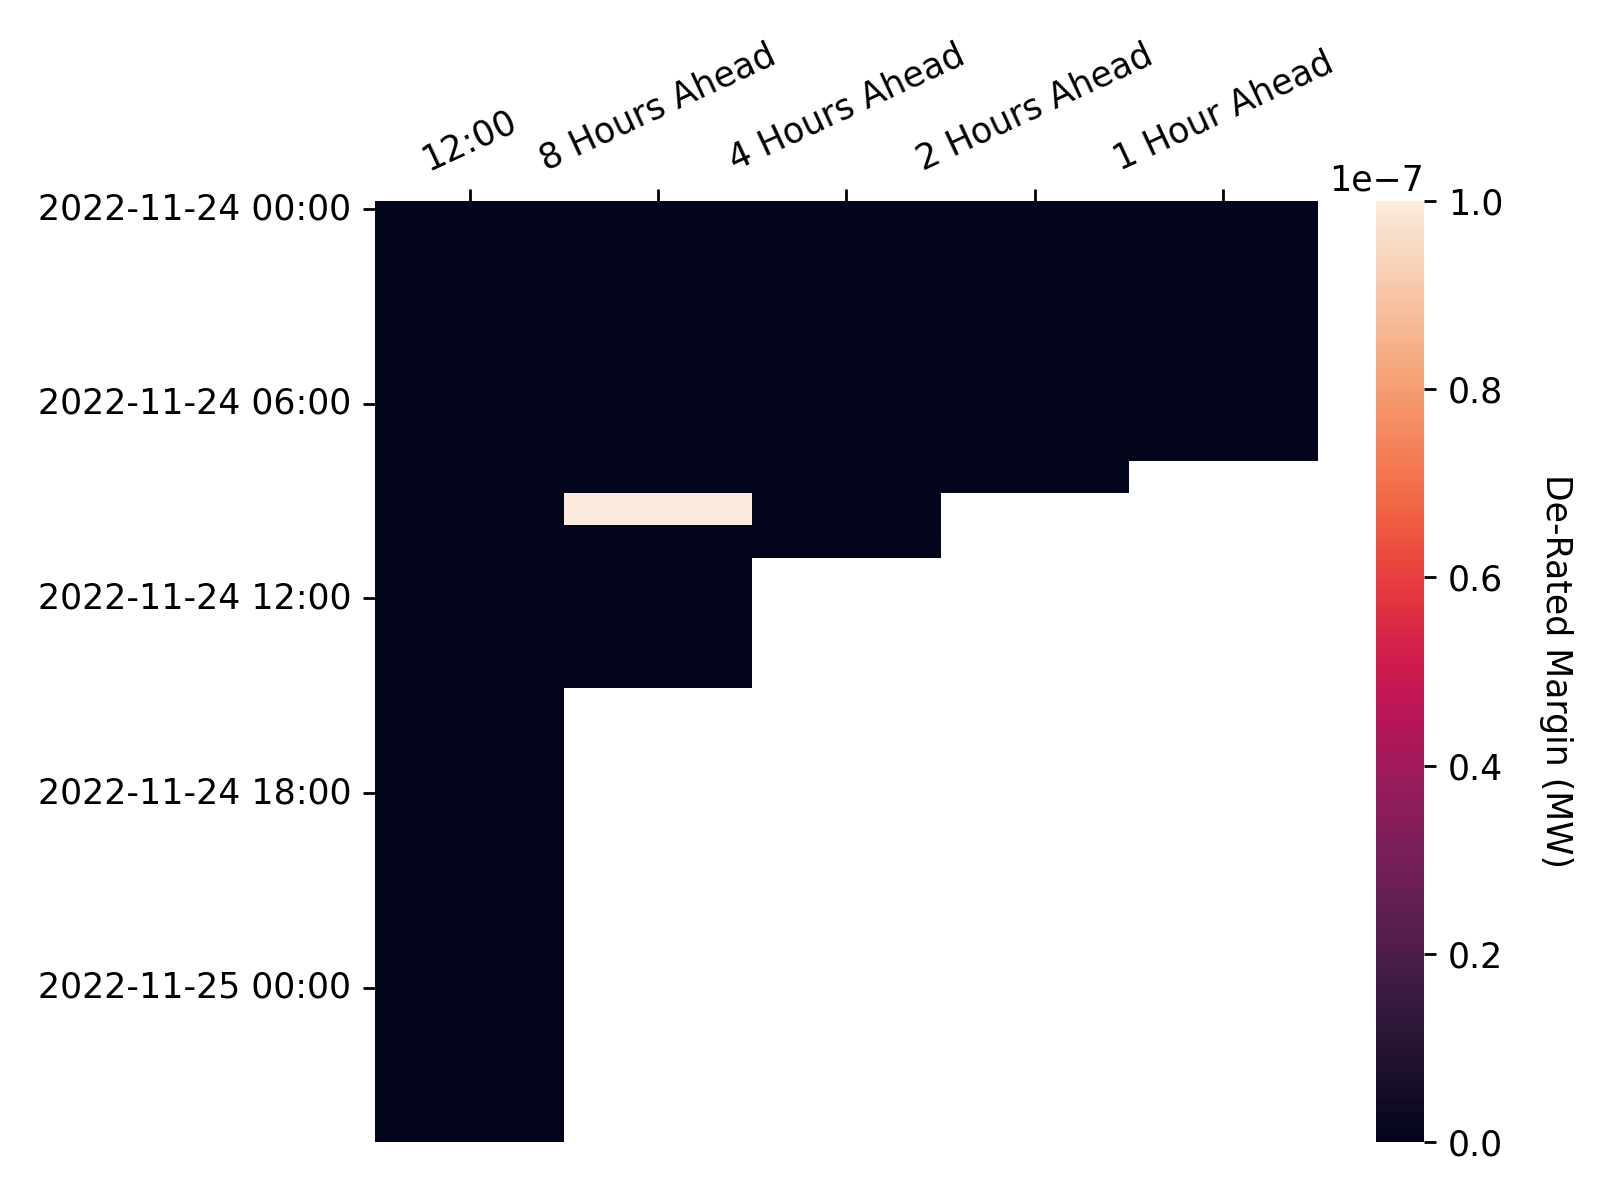 12:00
8 Hours Ahead
4 Hours Ahead
2 Hours Ahead
1 Hour Ahead
2022-11-24 00:00
2022-11-24 06:00
2022-11-24 12:00
2022-11-24 18:00
2022-11-25 00:00
1e−7
1.0
0.8
0.6
0.4
0.2
0.0
De-Rated Margin (MW)